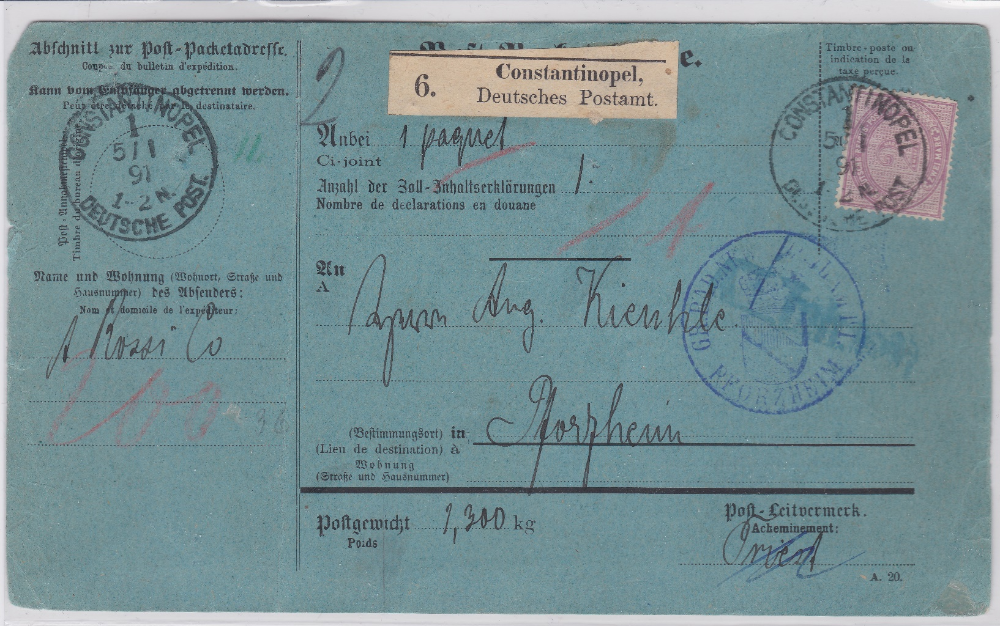 Abschnitt zur Post-Packetadresse.
Coupon du bulletin d'expédition.
Kann vom Empfänger abgetrennt werden.
Peut être détaché par le destinataire.
CONSTANTINOPEL
1
5/1
91
1-2 N.
DEUTSCHE POST.
Post-Annahmestempel.
Timbre du bureau d'origine
Name und Wohnung (Wohnort, Straße und
Hausnummer) des Absenders:
Nom et domicile de l'expéditeur:
A Rossi Co
100
36
2
6.
Constantinopel,
Deutsches Postamt.
e.
Anbei 1 paquet
Ci-joint
Anzahl der Zoll-Inhaltserklärungen 1.
Nombre de declarations en douane
An Herrn Aug. Kienhle
A
(Bestimmungsort) in Pforzheim
(Lieu de destination) à
Wohnung
(Straße und Hausnummer)
Postgewicht 1,300 kg
Poids
Timbre-poste ou
indication de la
taxe perçue.
CONSTANTINOPEL
1
5/1
91
1-2 N.
DEUTSCHE POST
ZWEI MARK
PFORZHEIM
Post-Leitvermerk.
Acheminement:
Orient
A. 20.